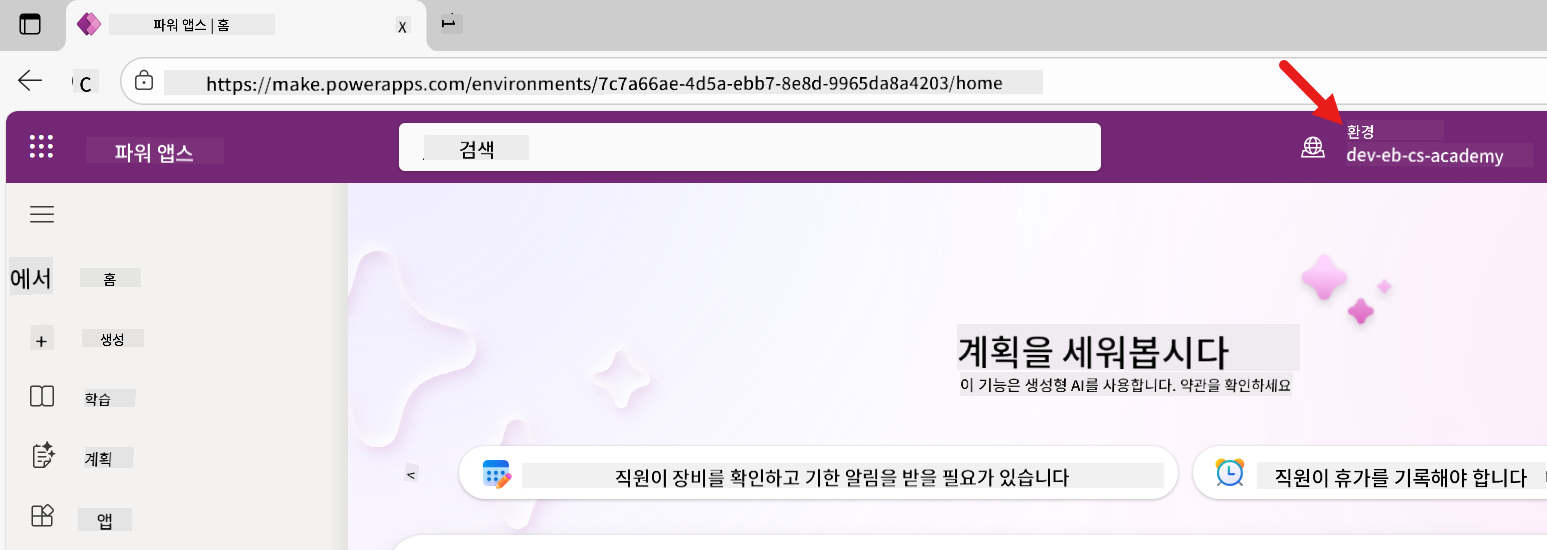 파워 앱스 | 홈
X
C
https://make.powerapps.com/environments/7c7a66ae-4d5a-ebb7-8e8d-9965da8a4203/home
파워 앱스
검색
환경
dev-eb-cs-academy
에서
홈
+
생성
학습
계획
앱
계획을 세워봅시다
이 기능은 생성형 AI를 사용합니다. 약관을 확인하세요
<
직원이 장비를 확인하고 기한 알림을 받을 필요가 있습니다
직원이 휴가를 기록해야 합니다